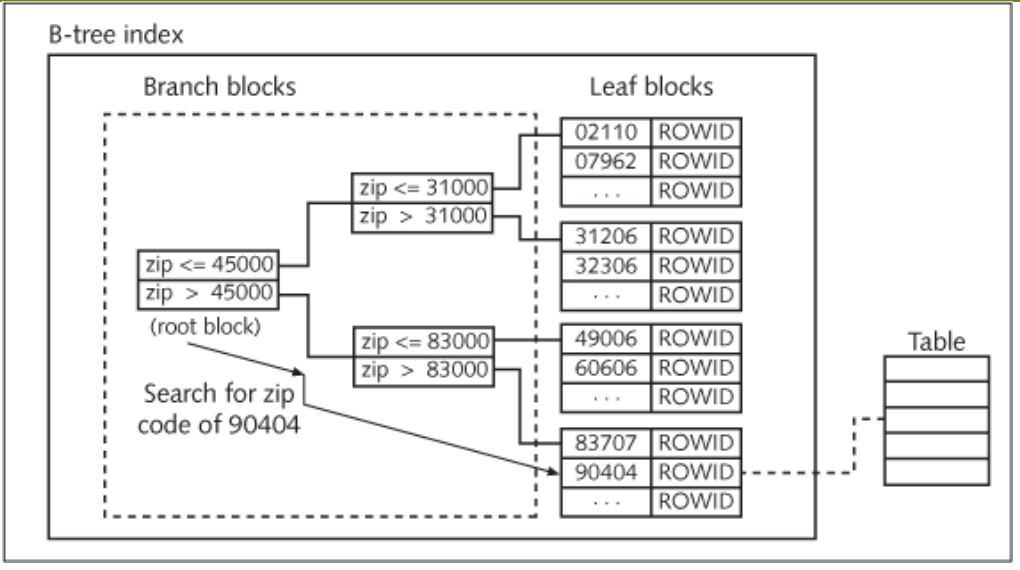 B-tree index
Branch blocks
Leaf blocks
zip <= 45000
zip > 45000
(root block)
Search for zip
code of 90404
zip <= 31000
zip > 31000
zip <= 83000
zip > 83000
02110 ROWID
07962 ROWID
... ROWID
31206 ROWID
32306 ROWID
... ROWID
49006 ROWID
60606 ROWID
... ROWID
83707 ROWID
90404 ROWID
... ROWID
Table